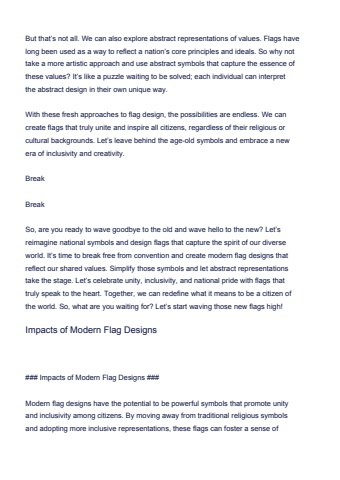 But that's not all. We can also explore abstract representations of values. Flags have
long been used as a way to reflect a nation's core principles and ideals. So why not
take a more artistic approach and use abstract symbols that capture the essence of
these values? It's like a puzzle waiting to be solved; each individual can interpret
the abstract design in their own unique way.
With these fresh approaches to flag design, the possibilities are endless. We can
create flags that truly unite and inspire all citizens, regardless of their religious or
cultural backgrounds. Let's leave behind the age-old symbols and embrace a new
era of inclusivity and creativity.
Break
Break
So, are you ready to wave goodbye to the old and wave hello to the new? Let's
reimagine national symbols and design flags that capture the spirit of our diverse
world. It's time to break free from convention and create modern flag designs that
reflect our shared values. Simplify those symbols and let abstract representations
take the stage. Let's celebrate unity, inclusivity, and national pride with flags that
truly speak to the heart. Together, we can redefine what it means to be a citizen of
the world. So, what are you waiting for? Let's start waving those new flags high!
Impacts of Modern Flag Designs
### Impacts of Modern Flag Designs ###
Modern flag designs have the potential to be powerful symbols that promote unity
and inclusivity among citizens. By moving away from traditional religious symbols
and adopting more inclusive representations, these flags can foster a sense of